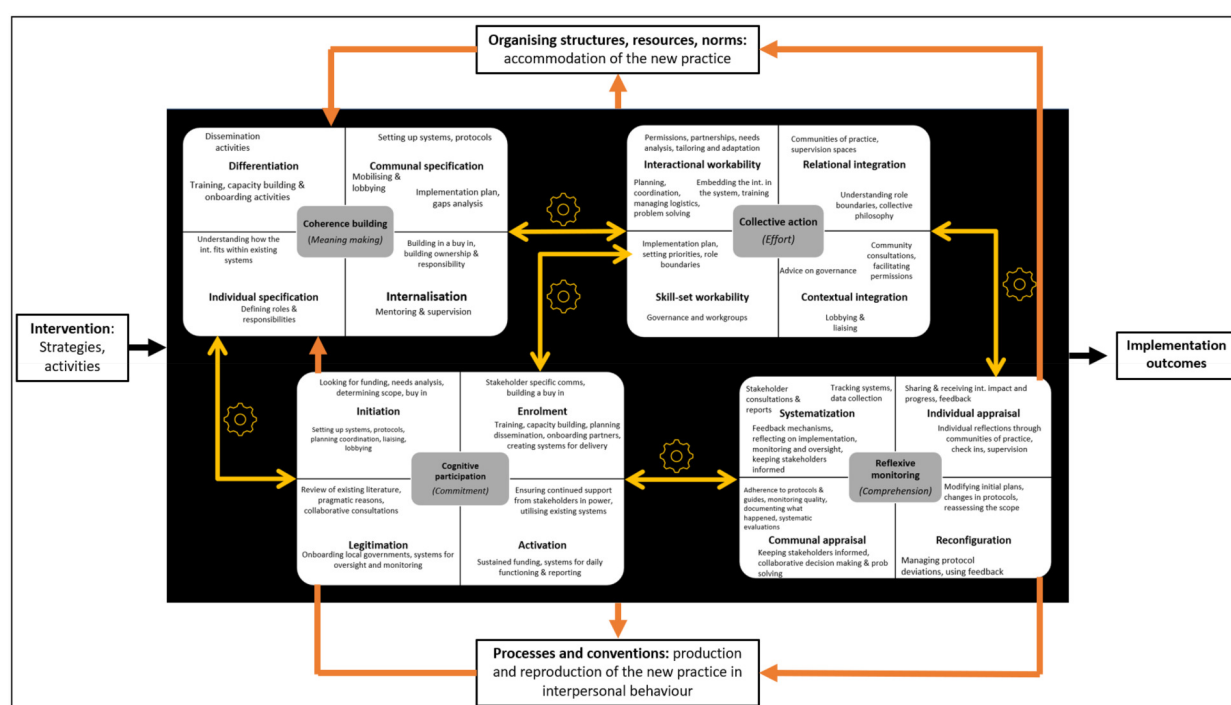 Organising structures, resources, norms:
accommodation of the new practice
Dissemination
activities
Differentiation
Training, capacity building &
onboarding activities
Setting up systems, protocols
Communal specification
Mobilising &
lobbying
Implementation plan,
gaps analysis
Coherence building
(Meaning making)
Understanding how the
int. fits within existing
systems
Individual specification
Defining roles &
responsibilities
Building in a buy in,
building ownership &
responsibility
Internalisation
Mentoring & supervision
Permissions, partnerships, needs
analysis, tailoring and adaptation
Interactional workability
Planning,
coordination,
managing logistics,
problem solving
Embedding the int. in
the system, training
Communities of practice,
supervision spaces
Relational integration
Understanding role
boundaries, collective
philosophy
Collective action
(Effort)
Implementation plan,
setting priorities, role
boundaries
Skill-set workability
Governance and workgroups
Community
consultations,
facilitating
permissions
Advice on governance
Contextual integration
Lobbying &
liaising
Intervention:
Strategies,
activities
Implementation
outcomes
Looking for funding, needs analysis,
determining scope, buy in
Initiation
Setting up systems, protocols,
planning coordination, liaising,
lobbying
Stakeholder specific comms,
building a buy in
Enrolment
Training, capacity building, planning
dissemination, onboarding partners,
creating systems for delivery
Cognitive
participation
(Commitment)
Review of existing literature,
pragmatic reasons,
collaborative consultations
Legitimation
Onboarding local governments, systems for
oversight and monitoring
Ensuring continued support
from stakeholders in power,
utilising existing systems
Activation
Sustained funding, systems for daily
functioning & reporting
Stakeholder
consultations &
reports
Tracking systems,
data collection
Systematization
Feedback mechanisms,
reflecting on implementation,
monitoring and oversight,
keeping stakeholders
informed
Sharing & receiving int. impact and
progress, feedback
Individual appraisal
Individual reflections through
communities of practice,
check ins, supervision
Reflexive
monitoring
(Comprehension)
Adherence to protocols &
guides, monitoring quality,
documenting what
happened, systematic
evaluations
Communal appraisal
Keeping stakeholders informed,
collaborative decision making & prob
solving
Modifying initial plans,
changes in protocols,
reassessing the scope
Reconfiguration
Managing protocol
deviations, using feedback
Processes and conventions: production
and reproduction of the new practice in
interpersonal behaviour